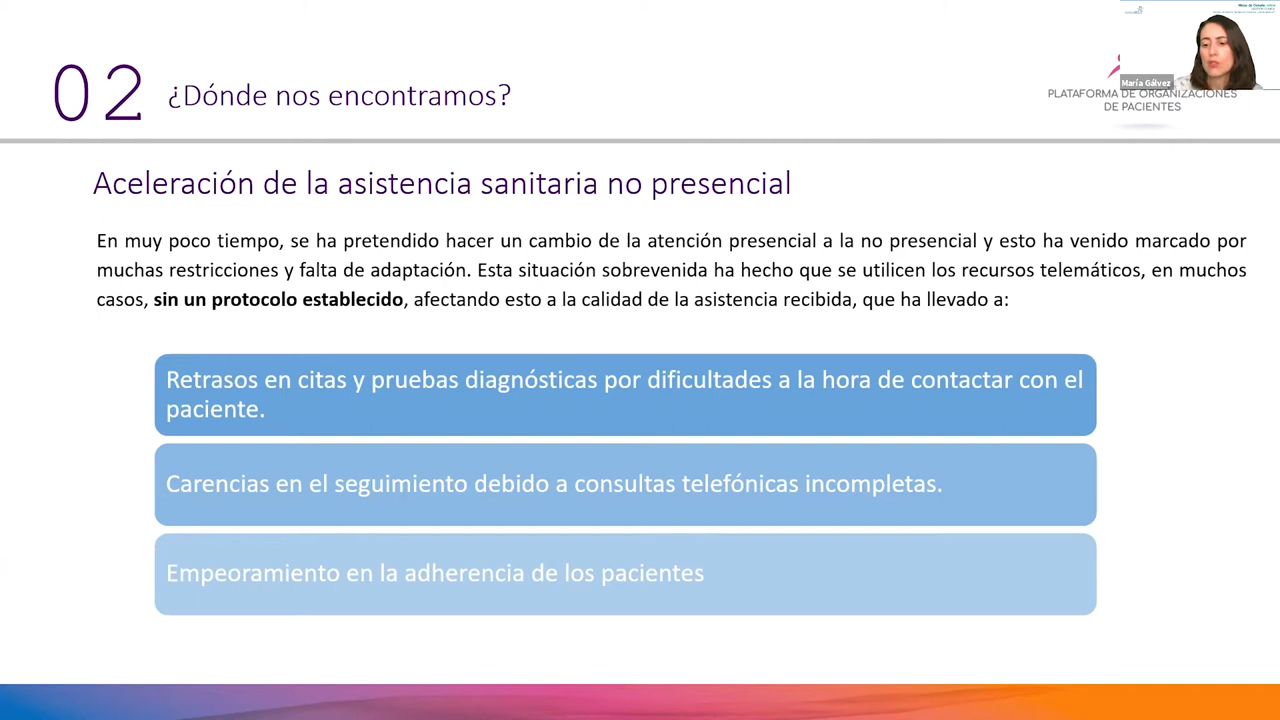 02 ¿Dónde nos encontramos?
María Gálvez
PLATAFORMA DE ORGANIZACIONES
DE PACIENTES
Aceleración de la asistencia sanitaria no presencial
En muy poco tiempo, se ha pretendido hacer un cambio de la atención presencial a la no presencial y esto ha venido marcado por
muchas restricciones y falta de adaptación. Esta situación sobrevenida ha hecho que se utilicen los recursos telemáticos, en muchos
casos, sin un protocolo establecido, afectando esto a la calidad de la asistencia recibida, que ha llevado a:
Retrasos en citas y pruebas diagnósticas por dificultades a la hora de contactar con el
paciente.
Carencias en el seguimiento debido a consultas telefónicas incompletas.
Empeoramiento en la adherencia de los pacientes